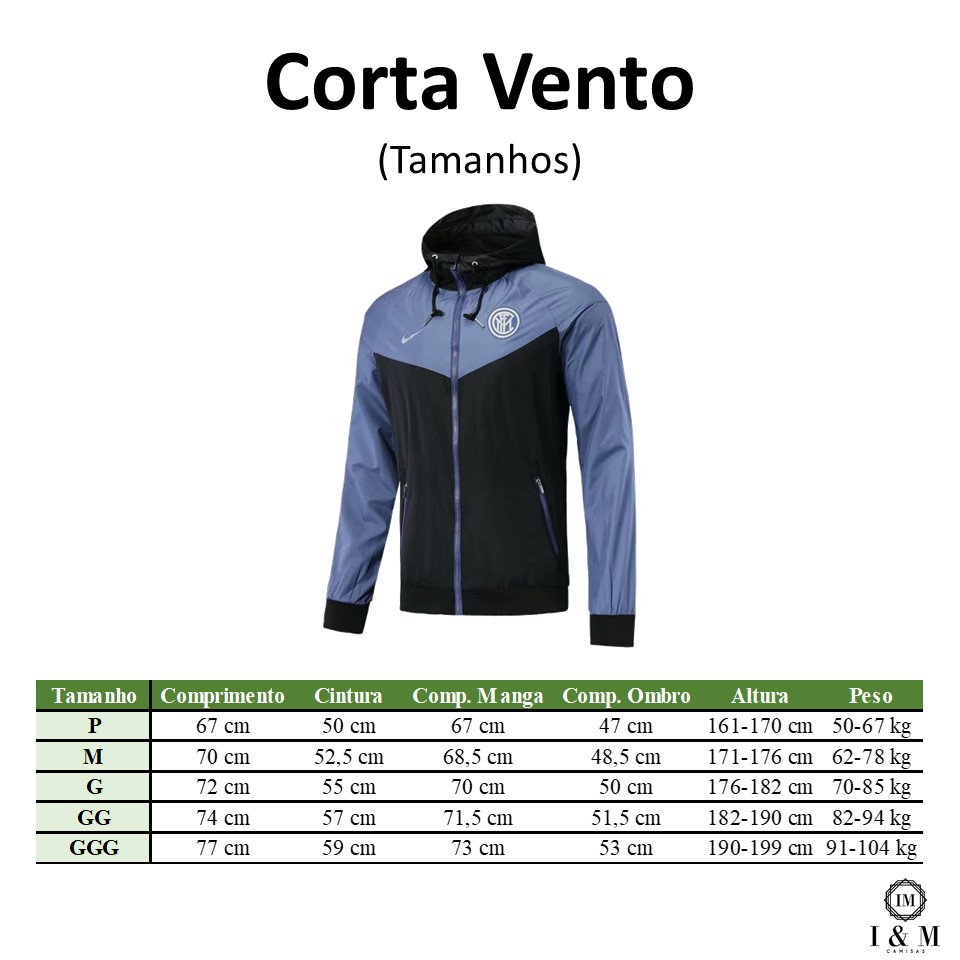 Corta Vento
(Tamanhos)
Tamanho Comprimento Cintura Comp. Manga Comp. Ombro Altura Peso
P 67 cm 50 cm 67 cm 47 cm 161-170 cm 50-67 kg
M 70 cm 52,5 cm 68,5 cm 48,5 cm 171-176 cm 62-78 kg
G 72 cm 55 cm 70 cm 50 cm 176-182 cm 70-85 kg
GG 74 cm 57 cm 71,5 cm 51,5 cm 182-190 cm 82-94 kg
GGG 77 cm 59 cm 73 cm 53 cm 190-199 cm 91-104 kg
IM
I & M
CAMISAS